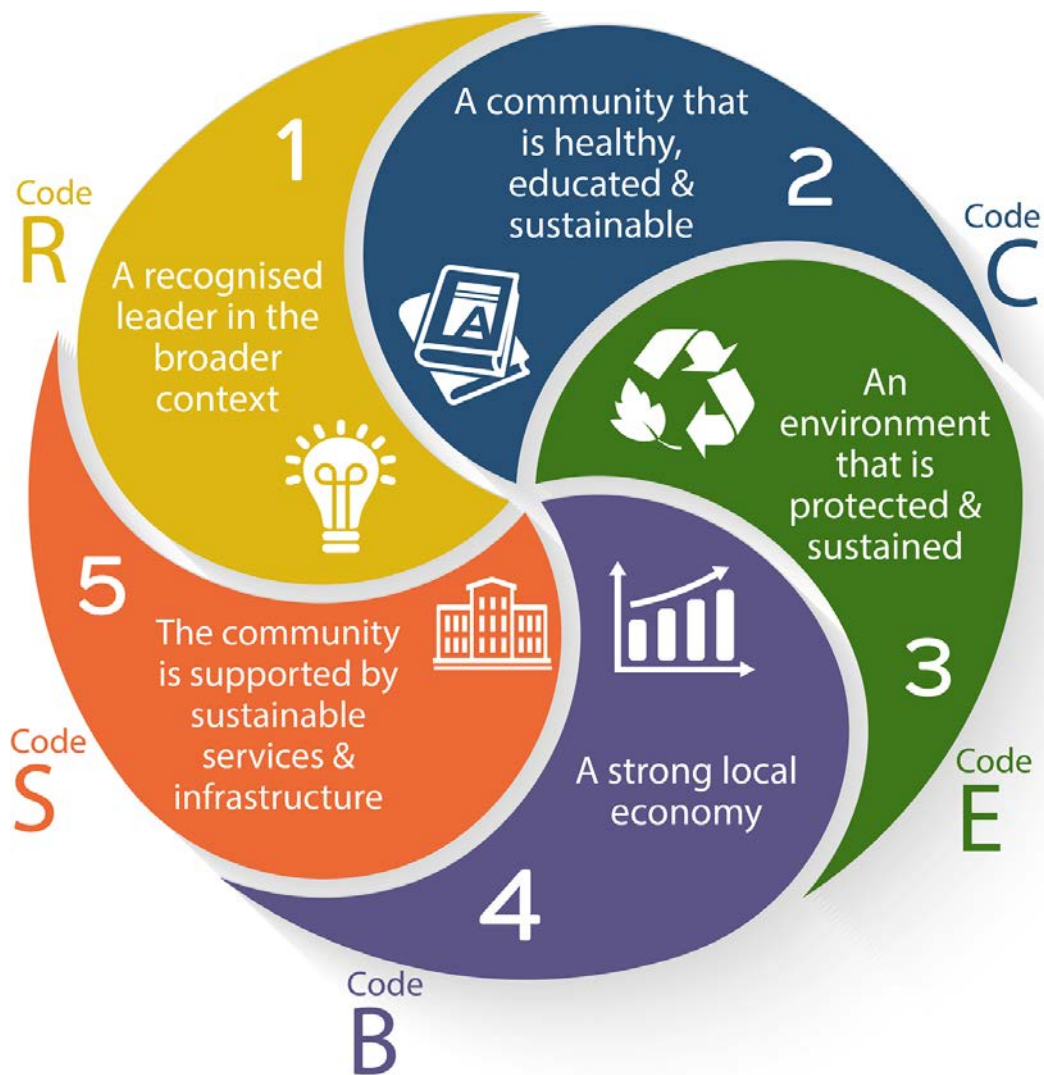 1
Code
R
A recognised
leader in the
broader
context
A community that
is healthy,
educated &
sustainable
2
Code
C
A
An
environment
that is
protected &
sustained
3
Code
E
A strong local
economy
4
Code
B
5
The community
is supported by
sustainable
services &
infrastructure
Code
S